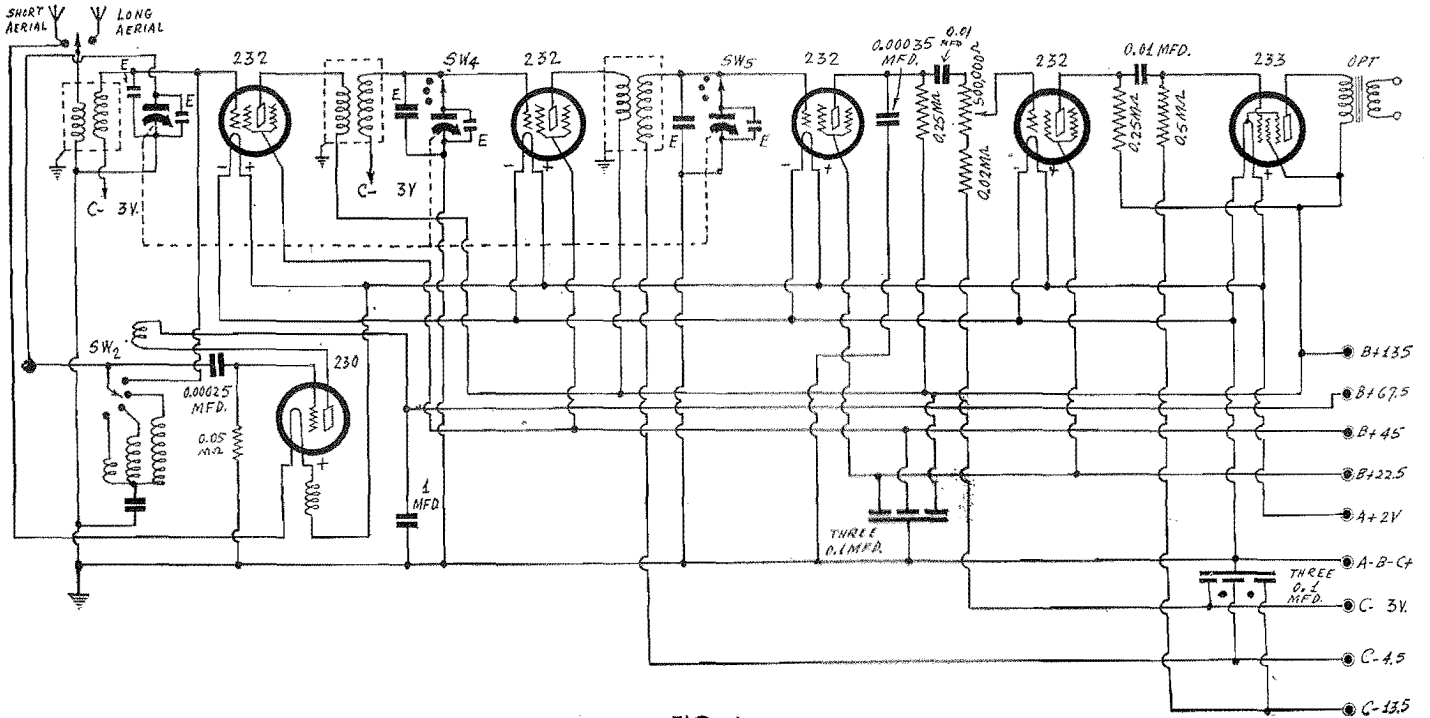 SHORT
AERIAL
LONG
AERIAL
E
E
C- 3V.
232
E
SW4
E
C- 3V
232
E
SW5
E
232
0.00035
MFD.
0.01
MFD
0.25MΩ
500,000Ω
0.02MΩ
232
0.01 MFD.
0.25MΩ
0.5MΩ
233
OPT
- +
-
- +
+
+
SW2
0.00025
MFD.
0.05
MΩ
230
+
1
MFD
THREE
0.1MFD.
THREE
0.1
MFD.
B+135
B+67.5
B+45
B+22.5
A+2V
A-B-C+
C- 3V.
C-4.5
C-13.5